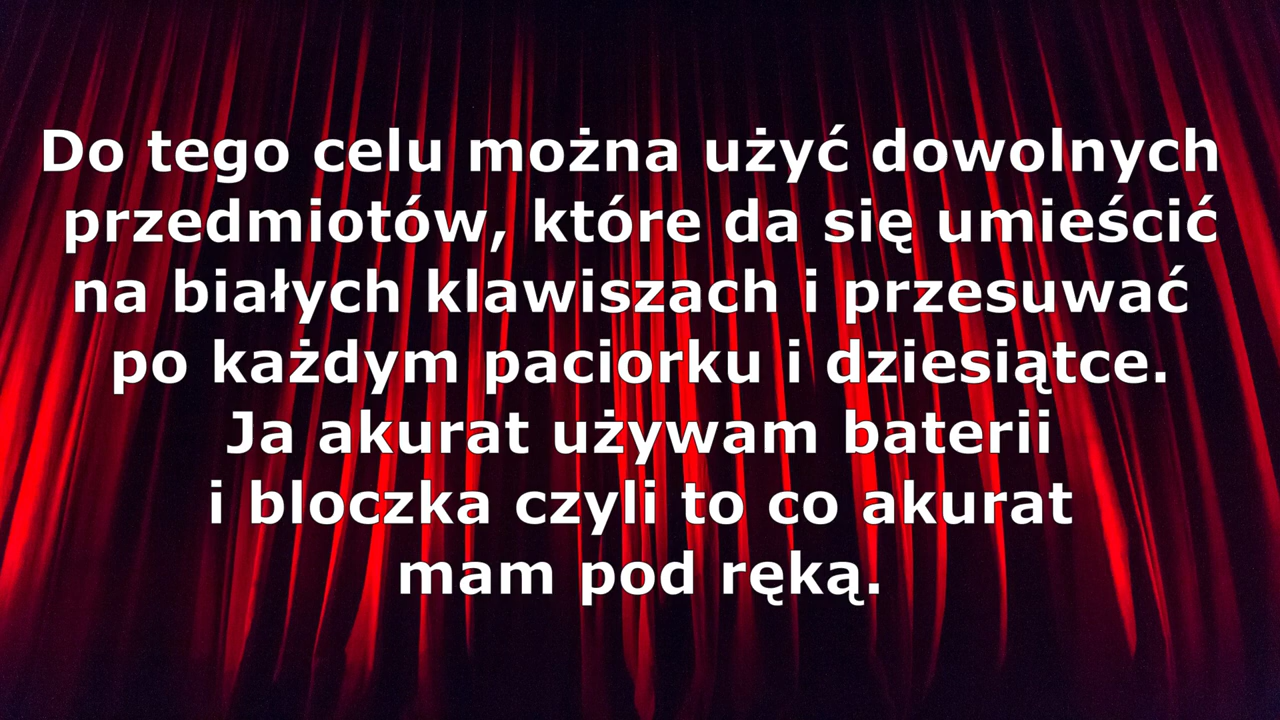 Do tego celu można użyć dowolnych
przedmiotów, które da się umieścić
na białych klawiszach i przesuwać
po każdym paciorku i dziesiątce.
Ja akurat używam baterii
i bloczka czyli to co akurat
mam pod ręką.